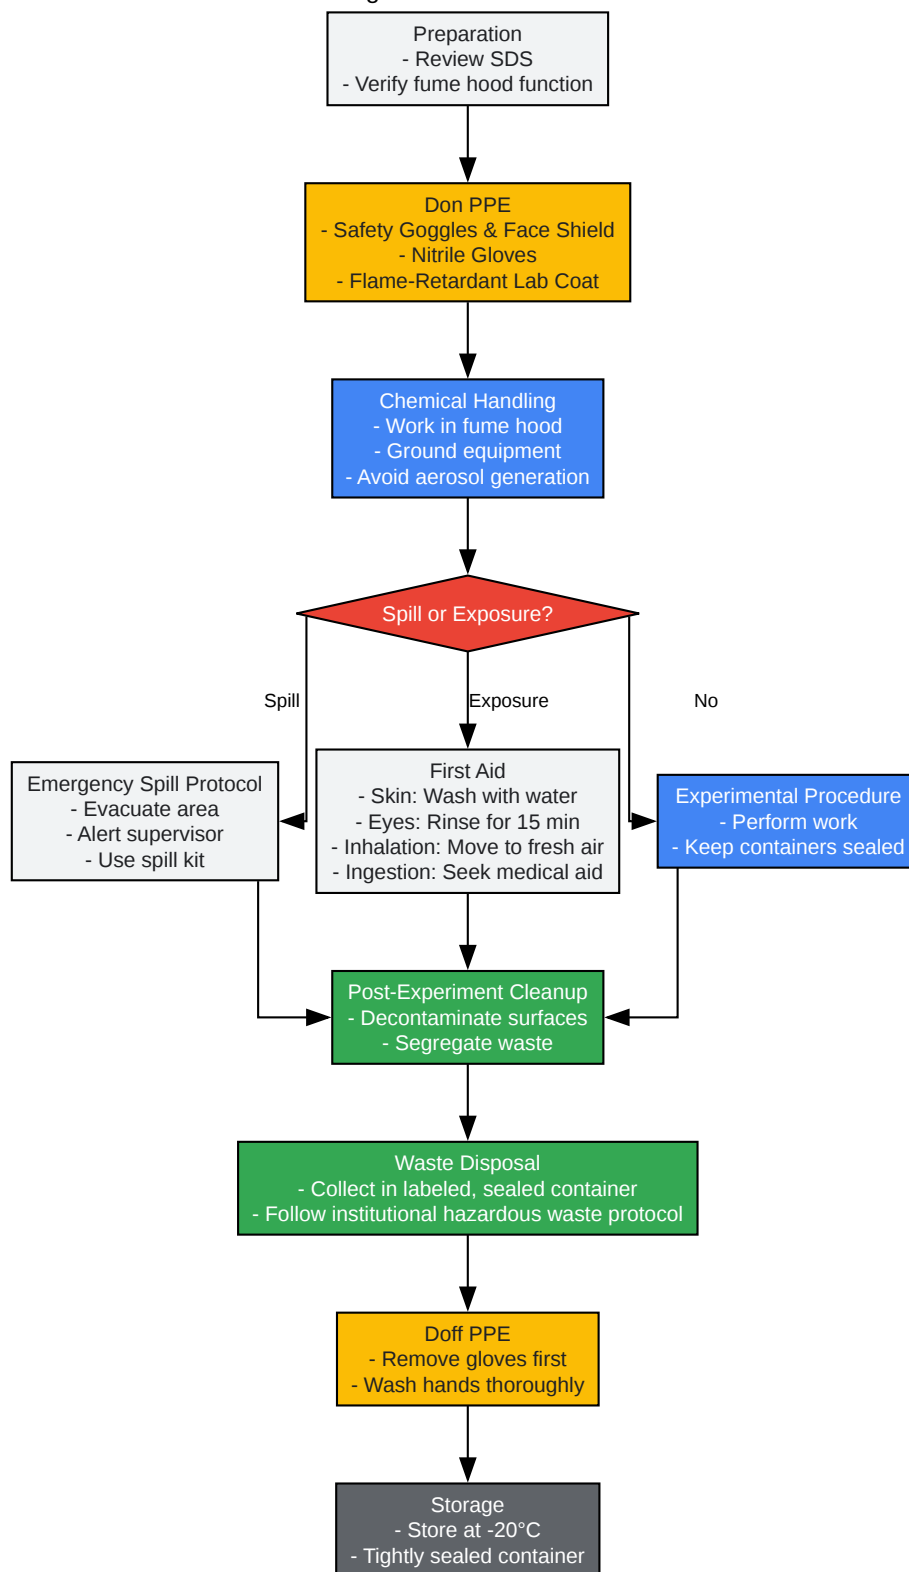 Preparation
- Review SDS
- Verify fume hood function
Don PPE
- Safety Goggles & Face Shield
- Nitrile Gloves
- Flame-Retardant Lab Coat
Chemical Handling
- Work in fume hood
- Ground equipment
- Avoid aerosol generation
Spill or Exposure?
Spill
Exposure
No
Emergency Spill Protocol
- Evacuate area
- Alert supervisor
- Use spill kit
First Aid
- Skin: Wash with water
- Eyes: Rinse for 15 min
- Inhalation: Move to fresh air
- Ingestion: Seek medical aid
Experimental Procedure
- Perform work
- Keep containers sealed
Post-Experiment Cleanup
- Decontaminate surfaces
- Segregate waste
Waste Disposal
- Collect in labeled, sealed container
- Follow institutional hazardous waste protocol
Doff PPE
- Remove gloves first
- Wash hands thoroughly
Storage
- Store at -20°C
- Tightly sealed container